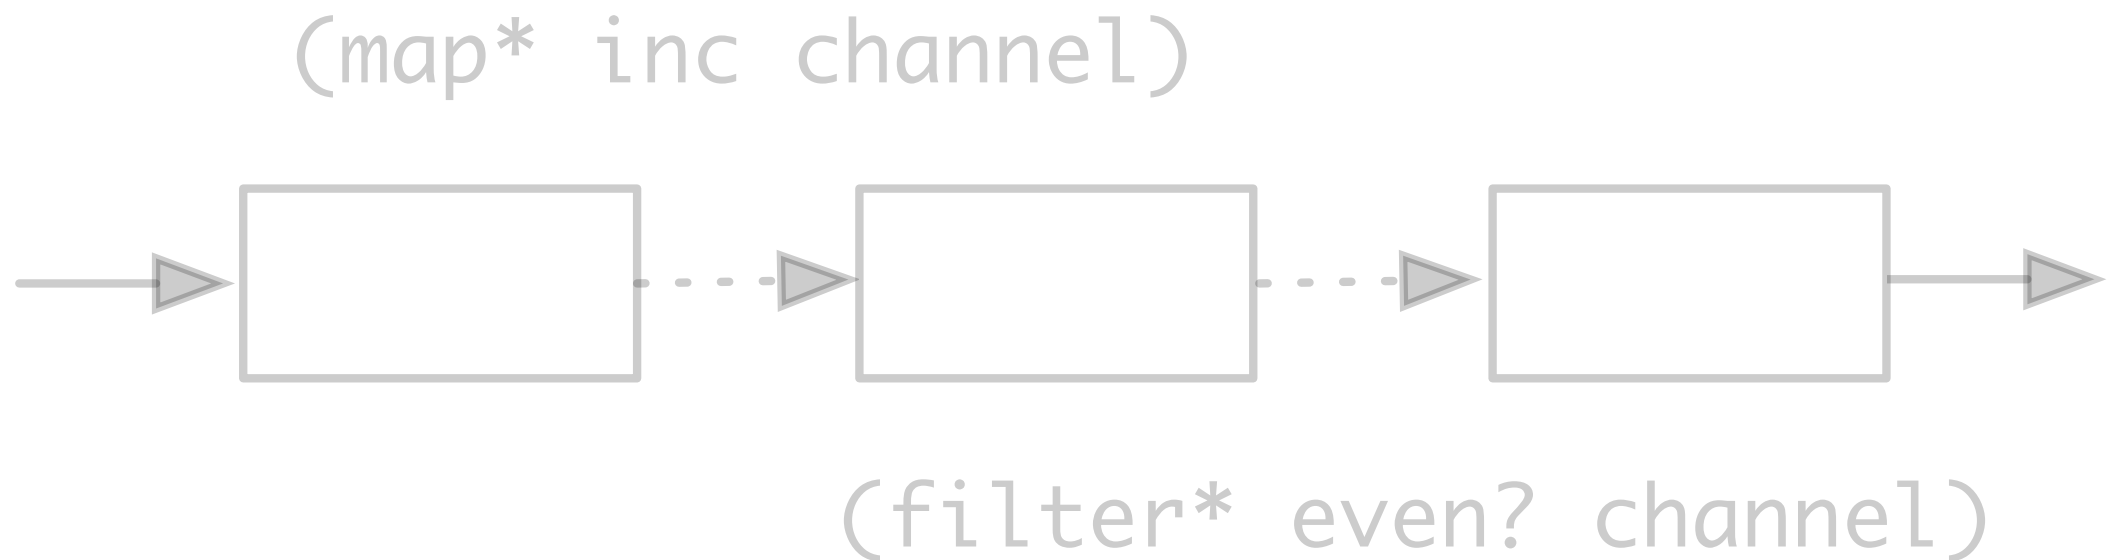 (map* inc channel)
(filter* even? channel)